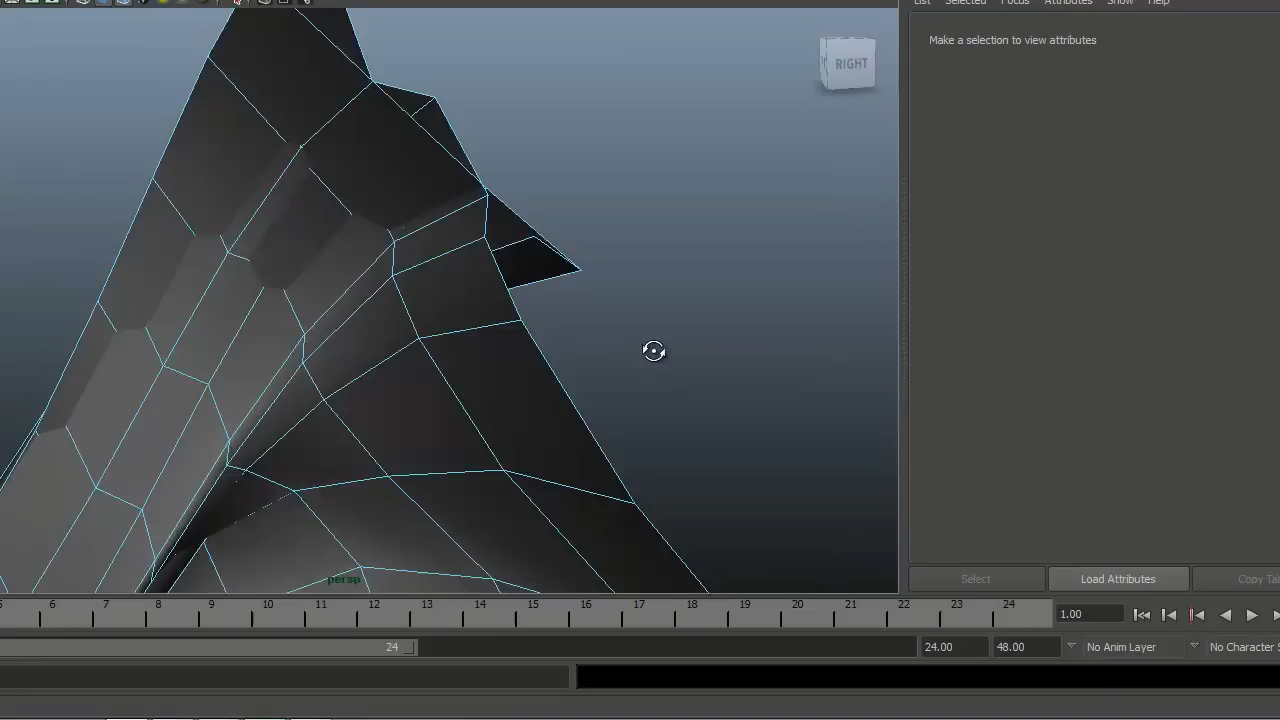 List Selected Focus Attributes Show Help
Make a selection to view attributes
RIGHT
persp
Select Load Attributes Copy Ta
5 6 7 8 9 10 11 12 13 14 15 16 17 18 19 20 21 22 23 24 1.00
24 24.00 48.00 No Anim Layer No Character S